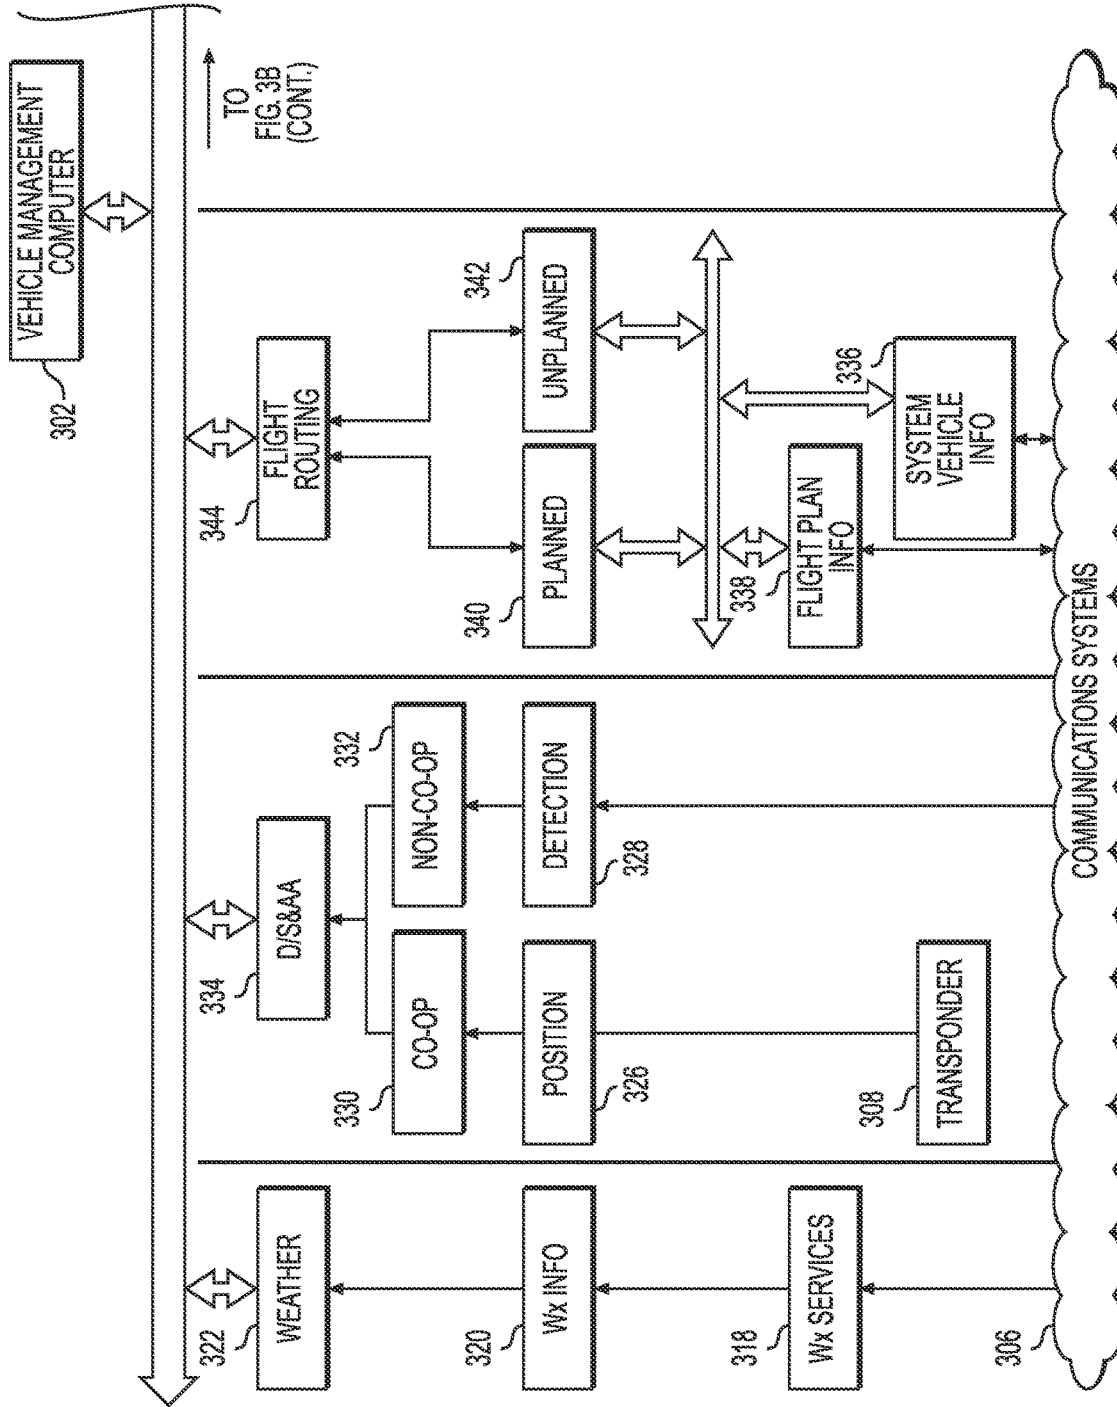 VEHICLE MANAGEMENT
COMPUTER
302
TO
FIG. 3B
(CONT.)
322
WEATHER
334
D/S&AA
344
FLIGHT
ROUTING
330
CO-OP
332
NON-CO-OP
320
Wx INFO
326
POSITION
328
DETECTION
340
PLANNED
342
UNPLANNED
318
Wx SERVICES
308
TRANSPONDER
338
FLIGHT PLAN
INFO
336
SYSTEM
VEHICLE
INFO
306
COMMUNICATIONS SYSTEMS